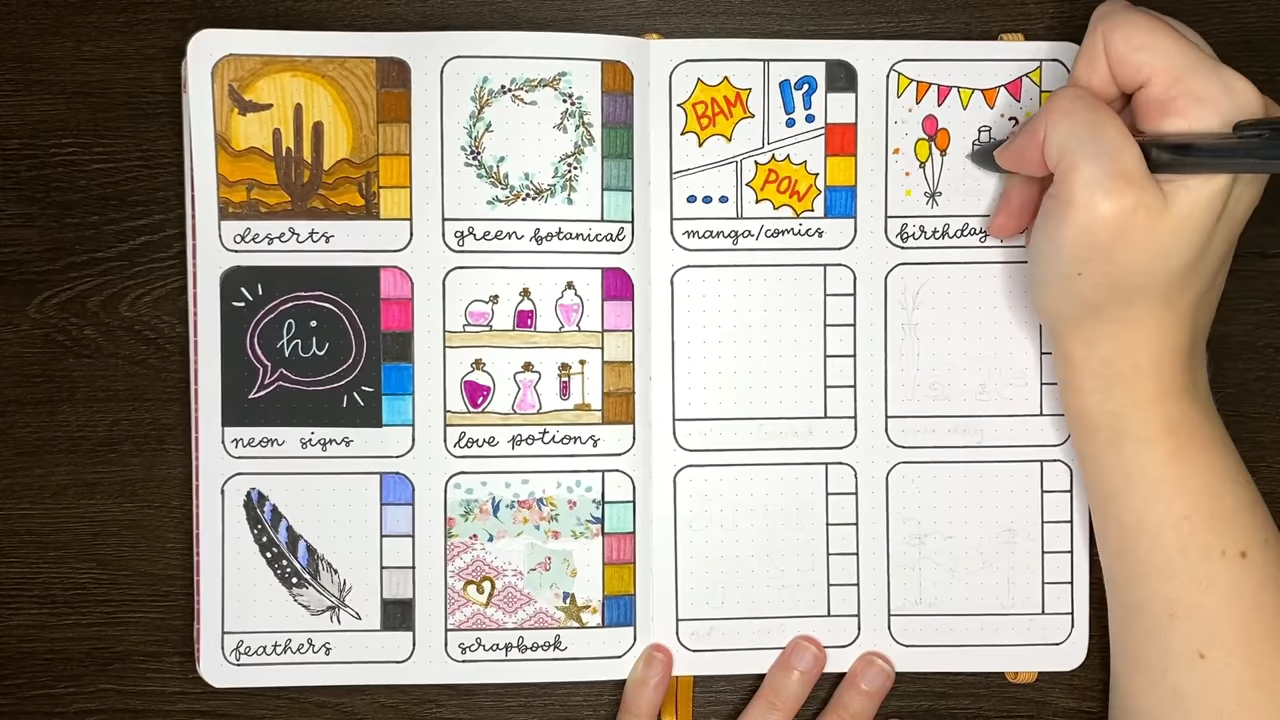 deserts
green botanical
BAM
!?
POW
...
manga/comics
birthday
hi
neon signs
love potions
feathers
scrapbook